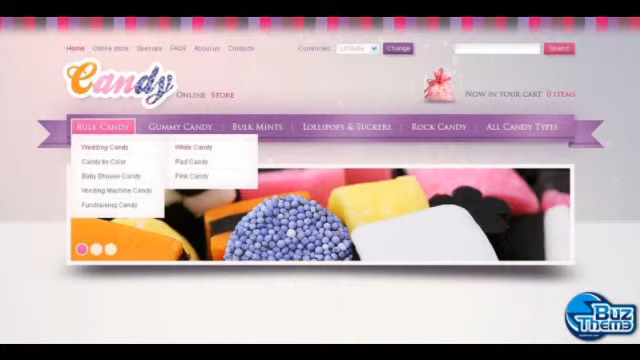 Home Online store Specials FAQS About us Contacts Currencies: US Dollar Change Search
Candy Online Store
Now in your cart 0 items
Bulk Candy Gummy Candy Bulk Mints Lollipops & Suckers Rock Candy All Candy Types
Wedding Candy
Candy by Color
Baby Shower Candy
Vending Machine Candy
Fundraising Candy
White Candy
Red Candy
Pink Candy
Buz
Theme